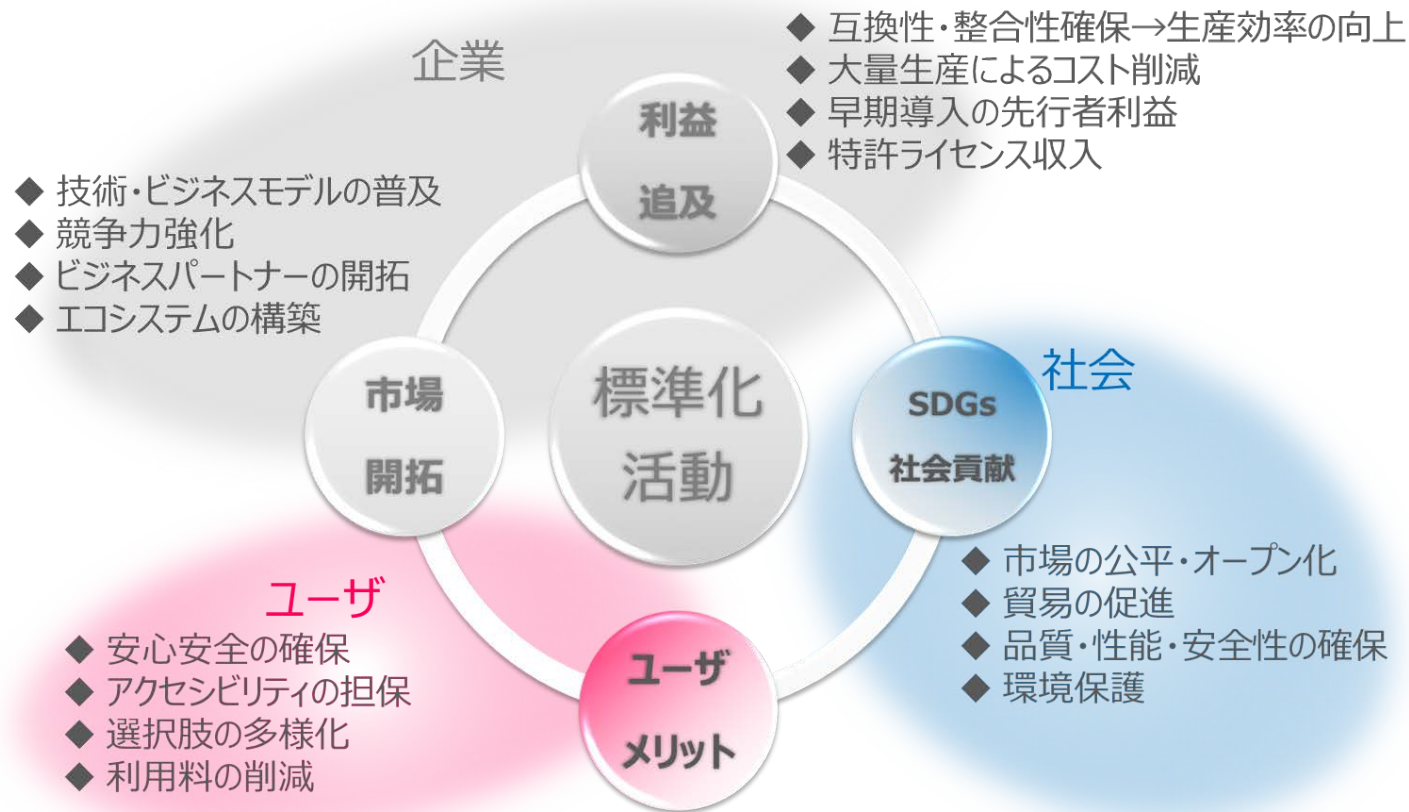 企業
利益
追及
◆ 互換性・整合性確保→生産効率の向上
◆ 大量生産によるコスト削減
◆ 早期導入の先行者利益
◆ 特許ライセンス収入
◆ 技術・ビジネスモデルの普及
◆ 競争力強化
◆ ビジネスパートナーの開拓
◆ エコシステムの構築
市場
開拓
標準化
活動
社会
SDGs
社会貢献
◆ 市場の公平・オープン化
◆ 貿易の促進
◆ 品質・性能・安全性の確保
◆ 環境保護
ユーザ
◆ 安心安全の確保
◆ アクセシビリティの担保
◆ 選択肢の多様化
◆ 利用料の削減
ユーザ
メリット